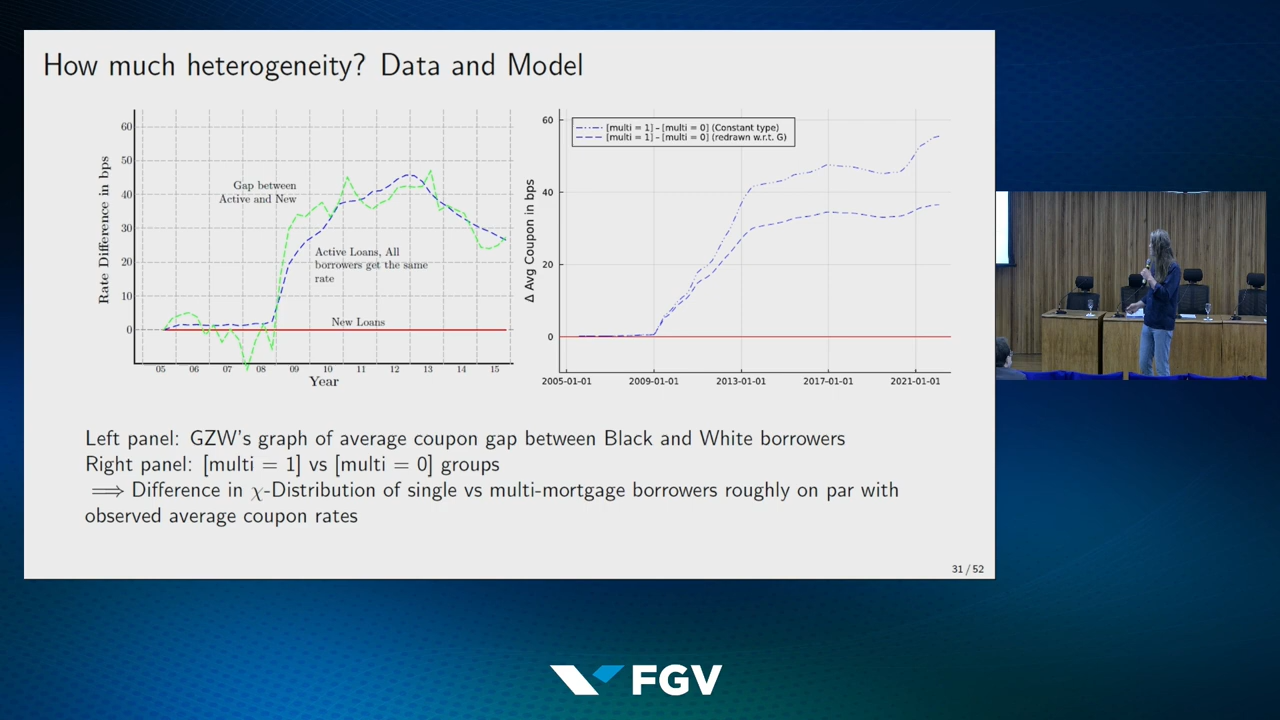 How much heterogeneity? Data and Model
Rate Difference in bps
60
50
40
30
20
10
0
Gap between
Active and New
Active Loans, All
borrowers get the same
rate
New Loans
05 06 07 08 09 10 11 12 13 14 15
Year
Δ Avg Coupon in bps
60
40
20
0
[multi = 1] – [multi = 0] (Constant type)
[multi = 1] – [multi = 0] (redrawn w.r.t. G)
2005-01-01 2009-01-01 2013-01-01 2017-01-01 2021-01-01
Left panel: GZW's graph of average coupon gap between Black and White borrowers
Right panel: [multi = 1] vs [multi = 0] groups
⟹ Difference in χ-Distribution of single vs multi-mortgage borrowers roughly on par with
observed average coupon rates
31 / 52
FGV